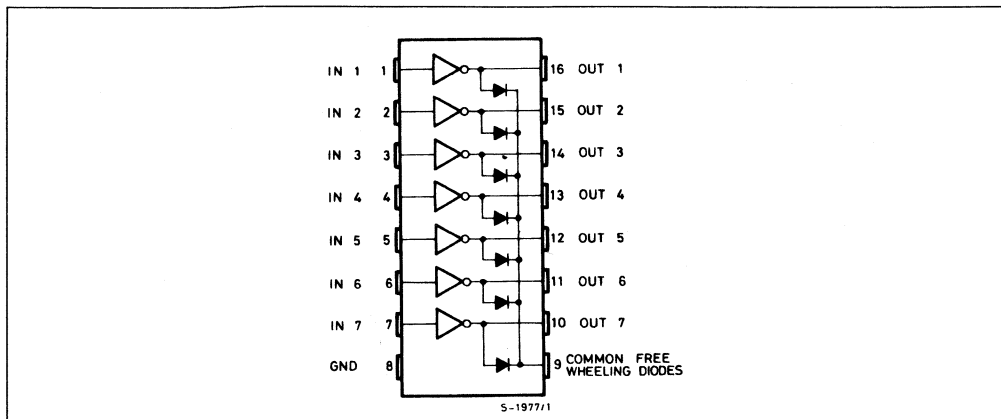 IN 1 1 16 OUT 1
IN 2 2 15 OUT 2
IN 3 3 14 OUT 3
IN 4 4 13 OUT 4
IN 5 5 12 OUT 5
IN 6 6 11 OUT 6
IN 7 7 10 OUT 7
GND 8 9 COMMON FREE
WHEELING DIODES
S-1977/1